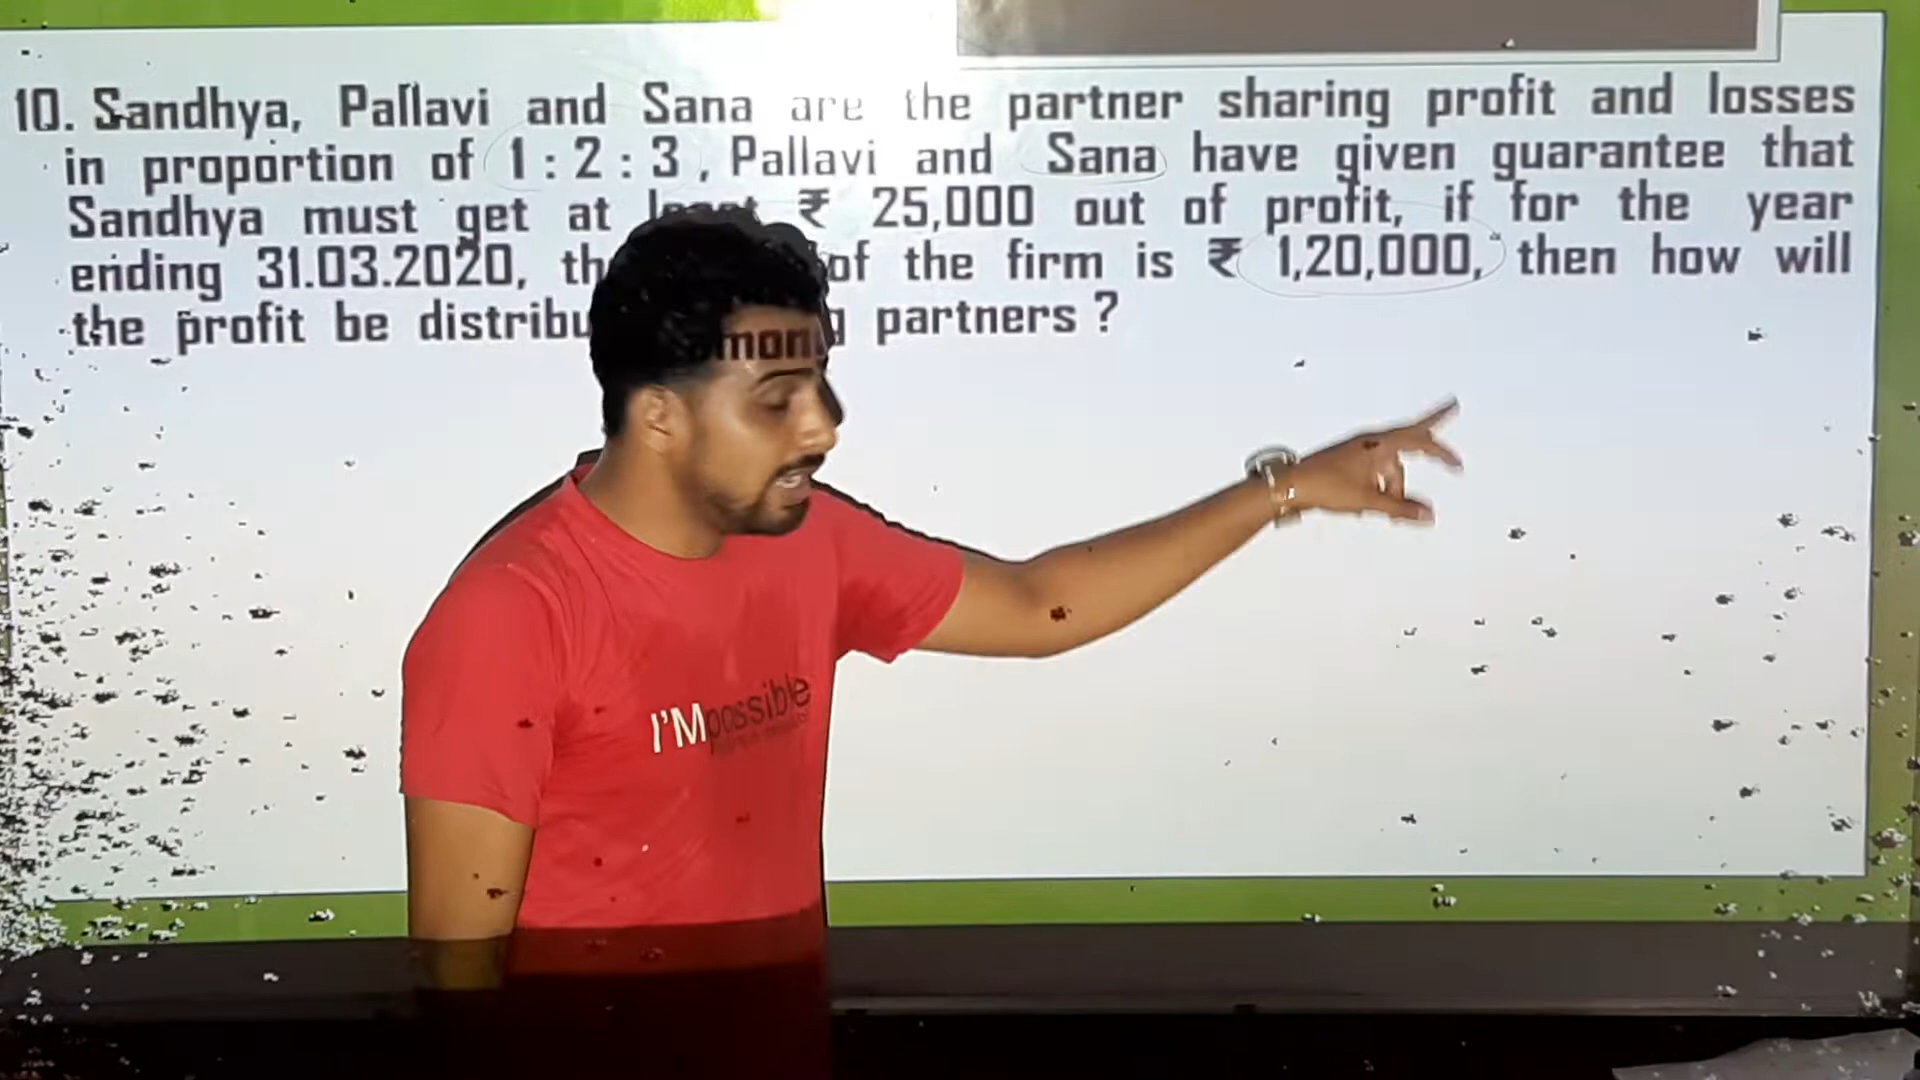 10. Sandhya, Pallavi and Sana are the partner sharing profit and losses
in proportion of 1 : 2 : 3 , Pallavi and Sana have given guarantee that
Sandhya must get at least ₹ 25,000 out of profit, if for the year
ending 31.03.2020, th of the firm is ₹ 1,20,000, then how will
the profit be distribu mong partners ?
I'Mpossible